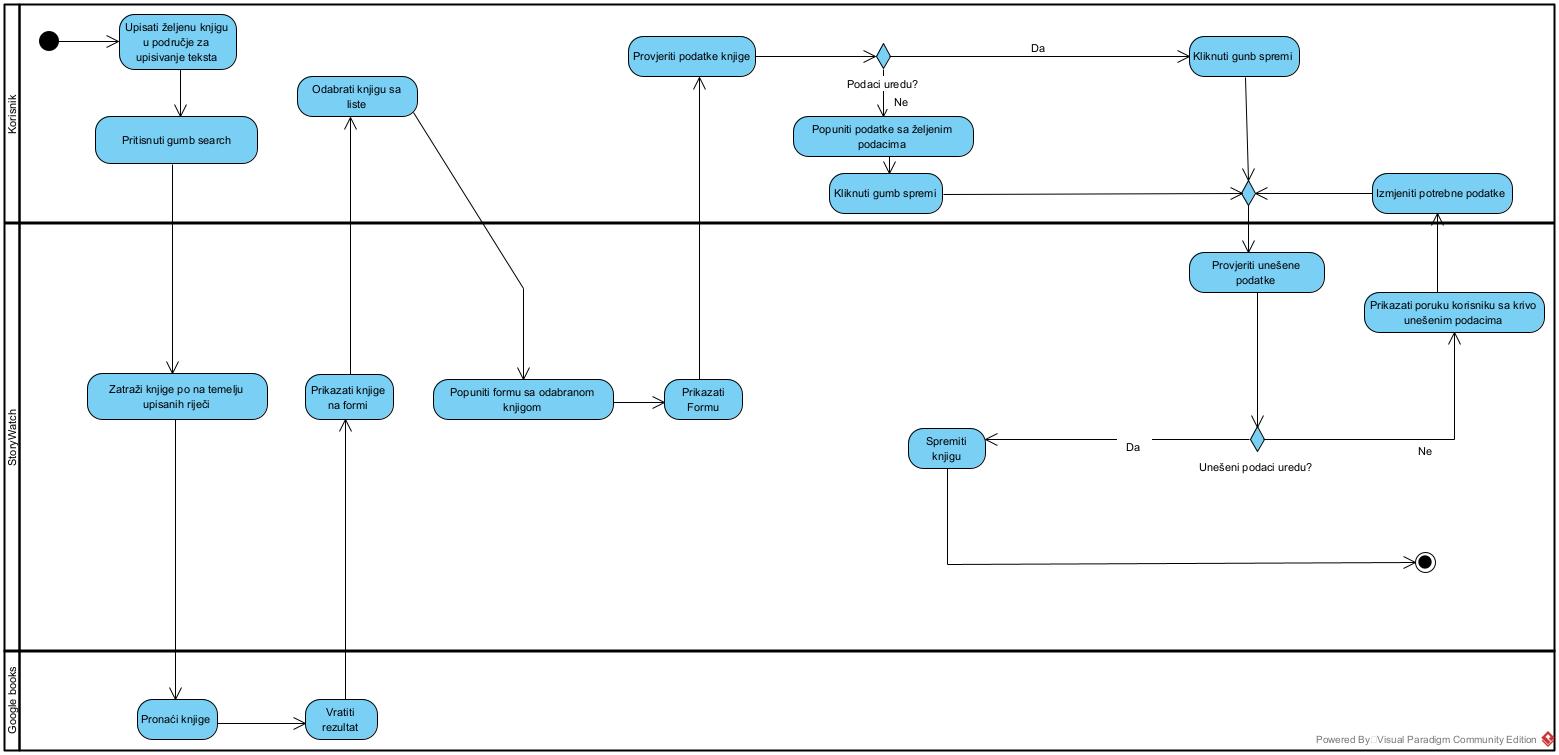 Korisnik
Upisati željenu knjigu
u područje za
upisivanje teksta
Pritisnuti gumb search
Odabrati knjigu sa
liste
Provjeriti podatke knjige
Podaci uredu?
Da
Ne
Kliknuti gunb spremi
Popuniti podatke sa željenim
podacima
Kliknuti gumb spremi
Izmjeniti potrebne podatke
StoryWatch
Provjeriti unešene
podatke
Prikazati poruku korisniku sa krivo
unešenim podacima
Zatraži knjige po na temelju
upisanih riječi
Prikazati knjige
na formi
Popuniti formu sa odabranom
knjigom
Prikazati
Formu
Spremiti
knjigu
Da
Unešeni podaci uredu?
Ne
Google books
Pronaći knjige
Vratiti
rezultat
Powered By Visual Paradigm Community Edition